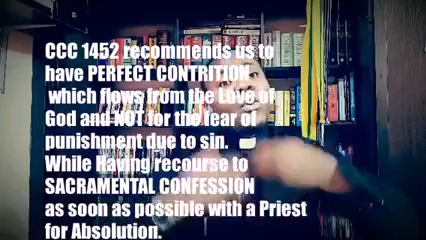 CCC 1452 recommends us to
have PERFECT CONTRITION
which flows from the Love of
God and NOT for the fear of
punishment due to sin.
While Having recourse to
SACRAMENTAL CONFESSION
as soon as possible with a Priest
for Absolution.